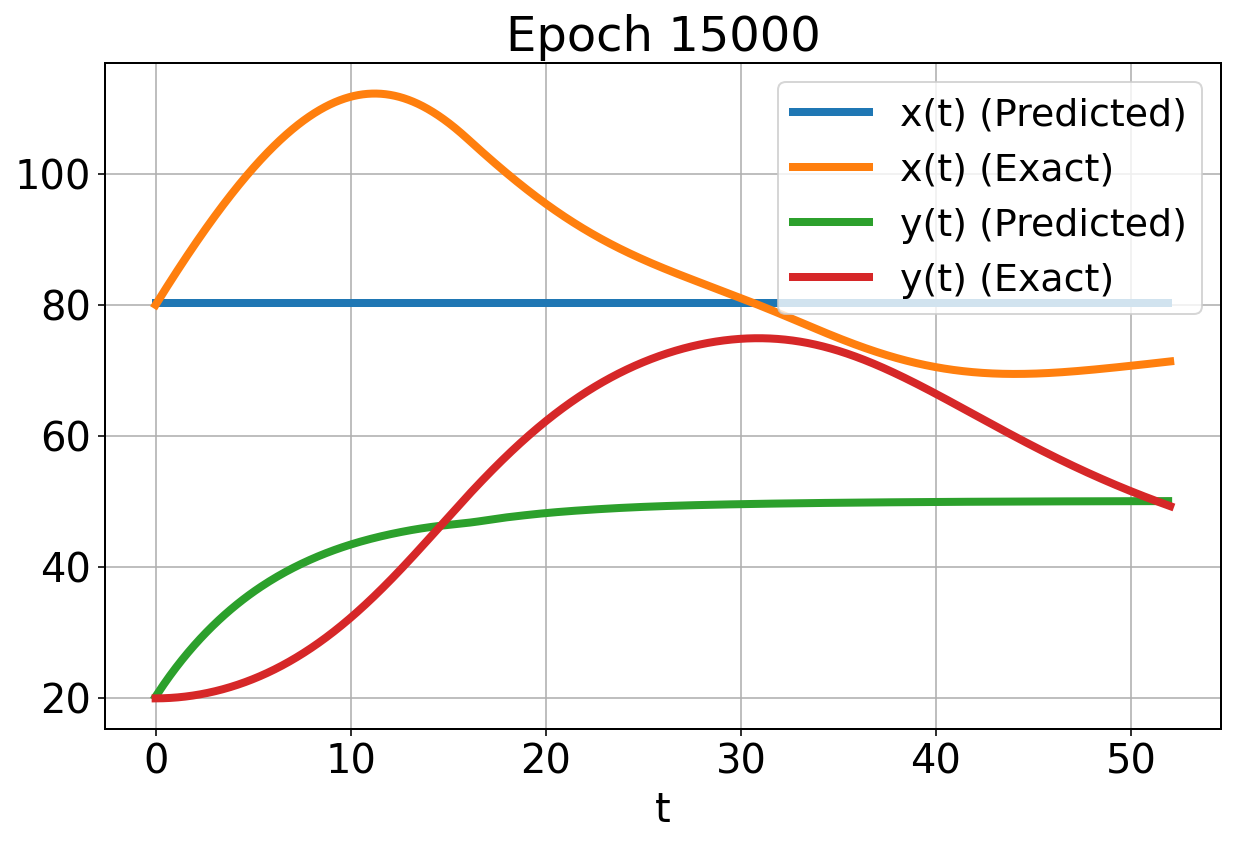 Epoch 15000
x(t) (Predicted)
x(t) (Exact)
y(t) (Predicted)
y(t) (Exact)
100
80
60
40
20
0 10 20 30 40 50
t